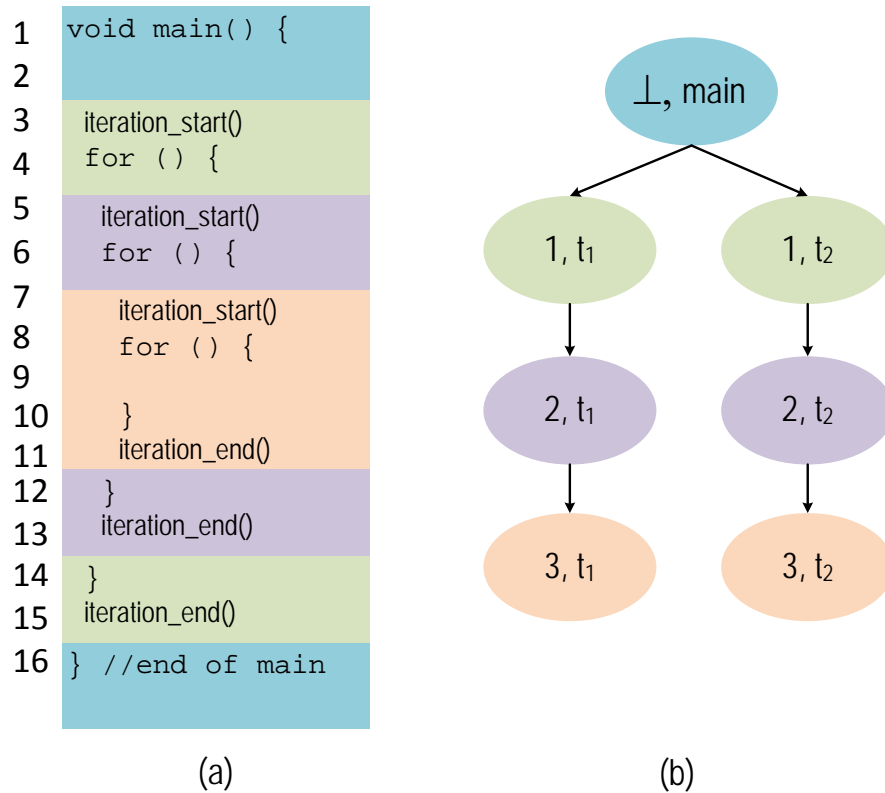 1 void main() {
2
3 iteration_start()
4 for () {
5 iteration_start()
6 for () {
7 iteration_start()
8 for () {
9
10 }
11 iteration_end()
12 }
13 iteration_end()
14 }
15 iteration_end()
16 } //end of main
(a)
⊥, main
1, t₁ 1, t₂
2, t₁ 2, t₂
3, t₁ 3, t₂
(b)